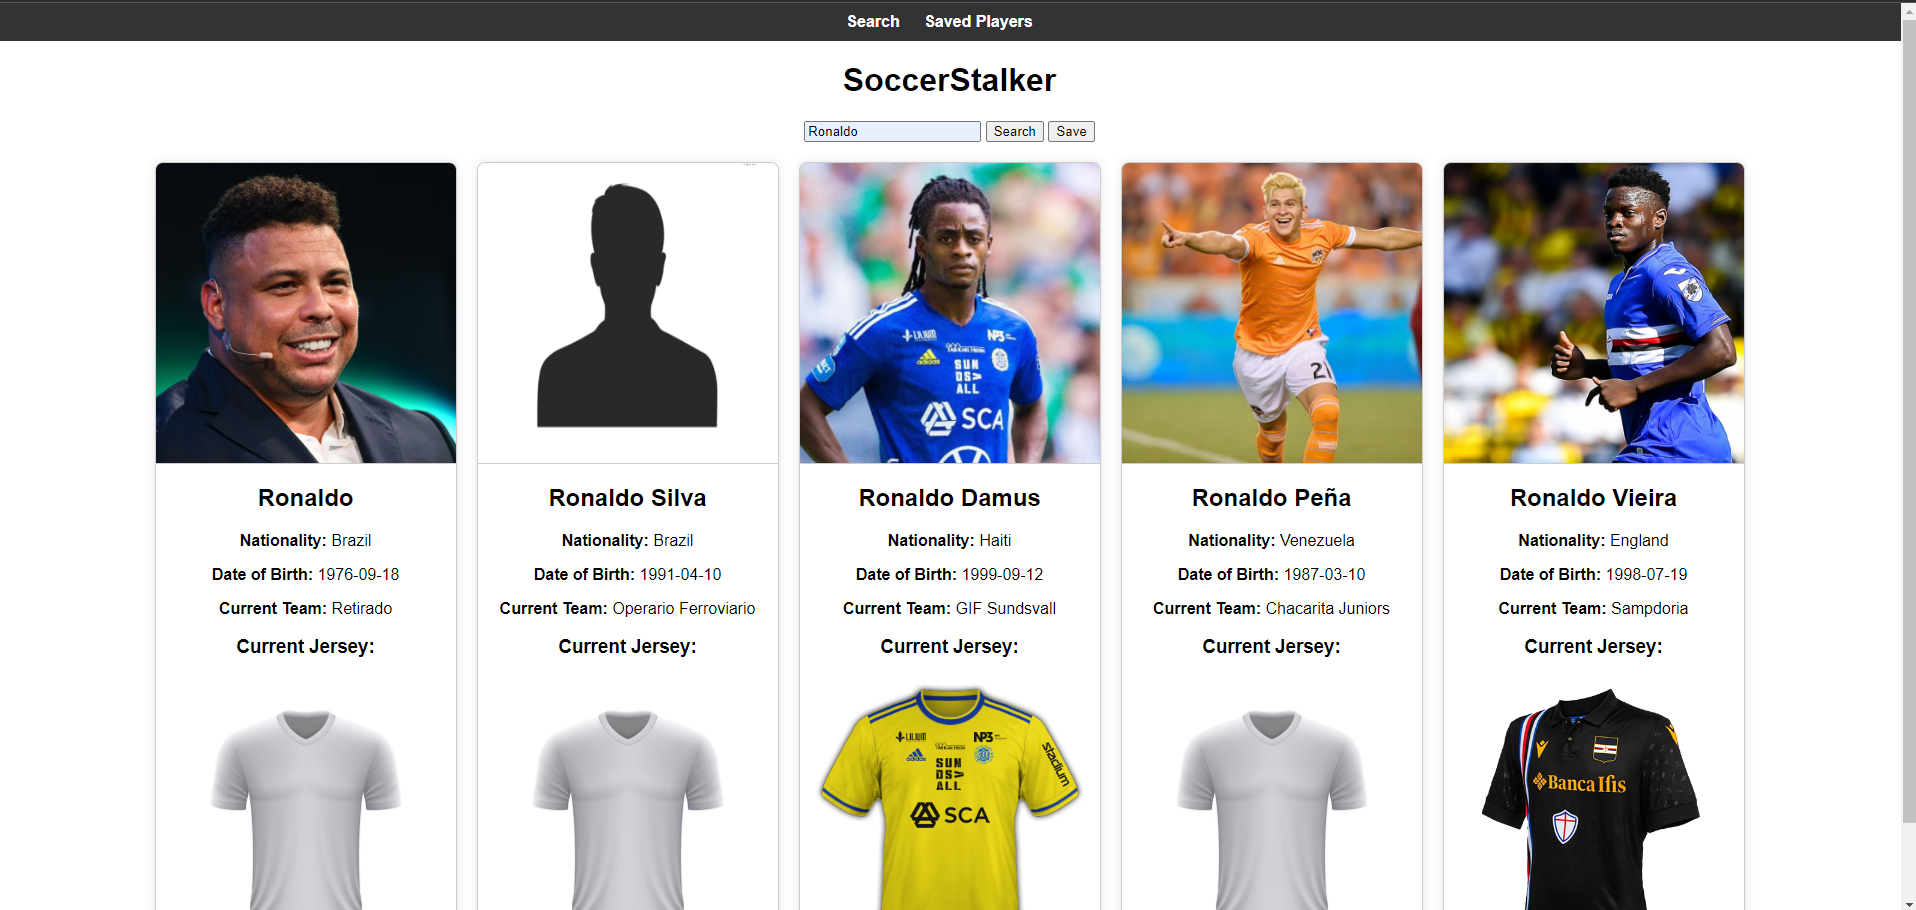 Search Saved Players
SoccerStalker
Ronaldo Search Save
LILIUM NP3
adidas
SUN
DS
ALL
SCA
21
Ronaldo
Nationality: Brazil
Date of Birth: 1976-09-18
Current Team: Retirado
Current Jersey:
Ronaldo Silva
Nationality: Brazil
Date of Birth: 1991-04-10
Current Team: Operario Ferroviario
Current Jersey:
Ronaldo Damus
Nationality: Haiti
Date of Birth: 1999-09-12
Current Team: GIF Sundsvall
Current Jersey:
LILIUM NP3
adidas
stadium
SUN
DS
ALL
SCA
Ronaldo Peña
Nationality: Venezuela
Date of Birth: 1987-03-10
Current Team: Chacarita Juniors
Current Jersey:
Ronaldo Vieira
Nationality: England
Date of Birth: 1998-07-19
Current Team: Sampdoria
Current Jersey:
Banca Ifis